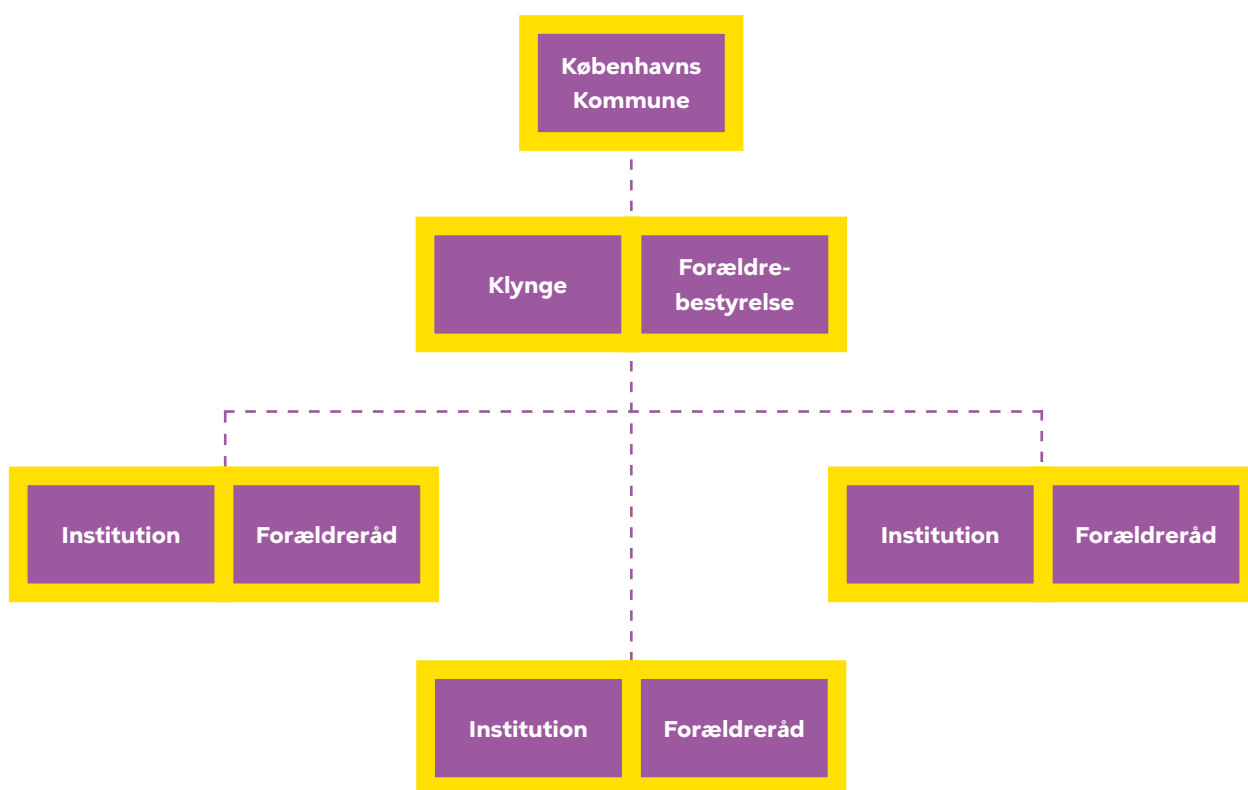 Københavns
Kommune
Klynge
Forældre-
bestyrelse
Institution
Forældreråd
Institution
Forældreråd
Institution
Forældreråd